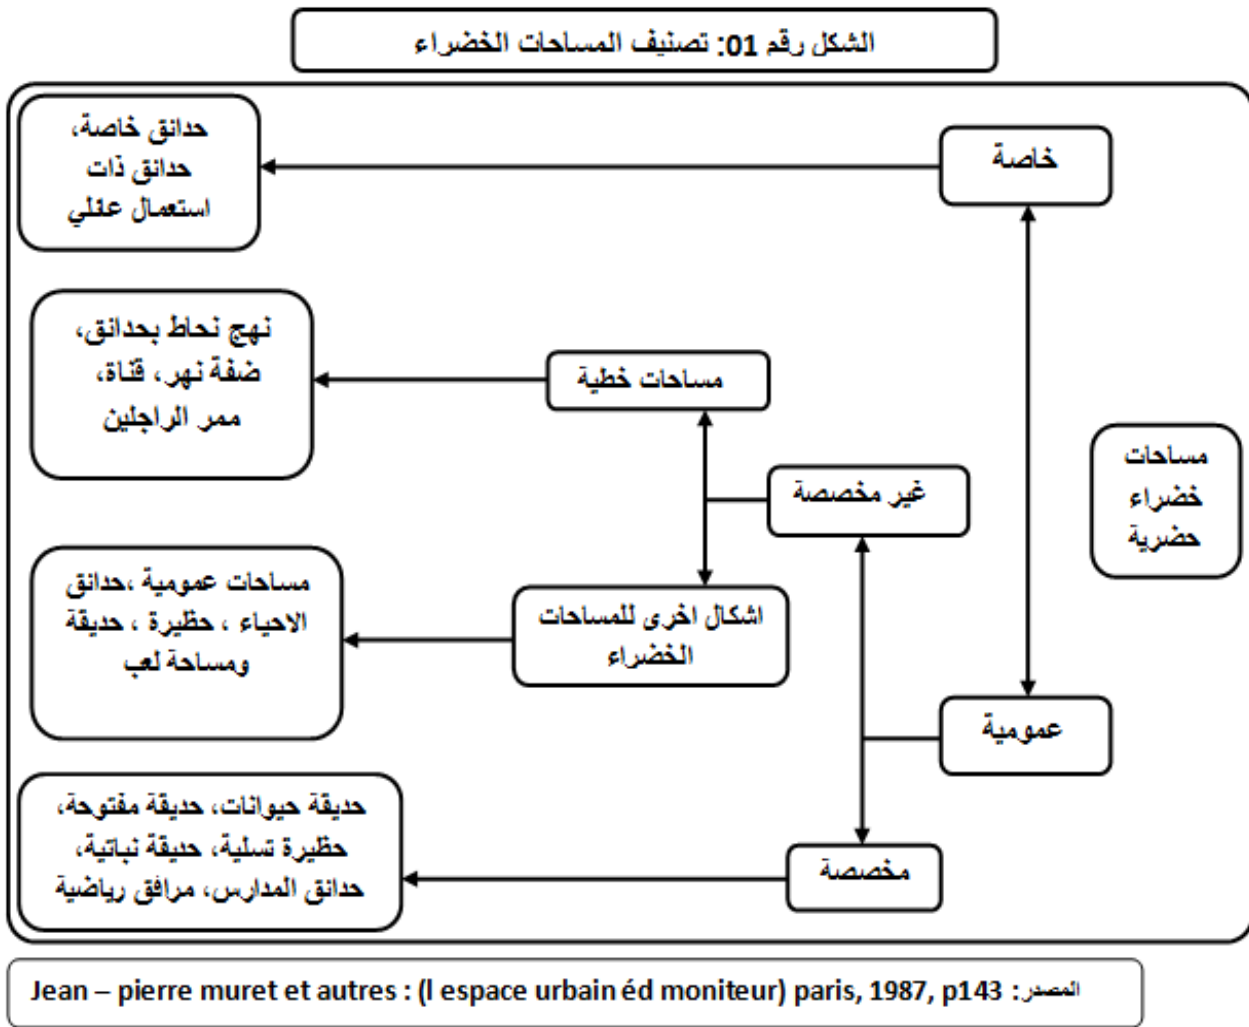 الشكل رقم 01: تصنيف المساحات الخضراء
خاصة
حدائق خاصة،
حدائق ذات
استعمال عائلي
مساحات خطية
نهج نحاط بحدائق،
ضفة نهر، قناة،
ممر الراجلين
مساحات
خضراء
حضرية
غير مخصصة
اشكال اخرى للمساحات
الخضراء
مساحات عمومية ،حدائق
الاحياء ، حظيرة ، حديقة
ومساحة لعب
عمومية
مخصصة
حديقة حيوانات، حديقة مفتوحة،
حظيرة تسلية، حديقة نباتية،
حدائق المدارس، مرافق رياضية
المصدر: Jean – pierre muret et autres : (l espace urbain éd moniteur) paris, 1987, p143